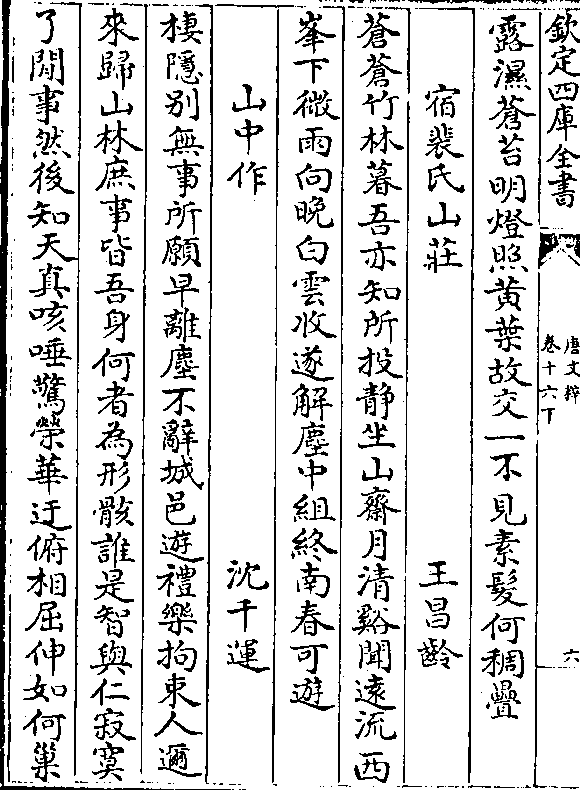 欽定四庫全書
唐文粹
卷十六下
六
露濕蒼苔明燈照黃葉故交一不見素髮何稠疊
宿裴氏山莊　王昌齡
蒼蒼竹林暮吾亦知所投静坐山齋月清谿聞遠流西
峯下微雨向晚白雲收遂解塵中組終南春可遊
山中作　沈千運
棲隱别無事所願早離塵不辭城邑遊禮樂拘束人邇
來歸山林庶事皆吾身何者為形骸誰是智與仁寂寞
了閒事然後知天真咳唾驚榮華迂俯相屈伸如何巢